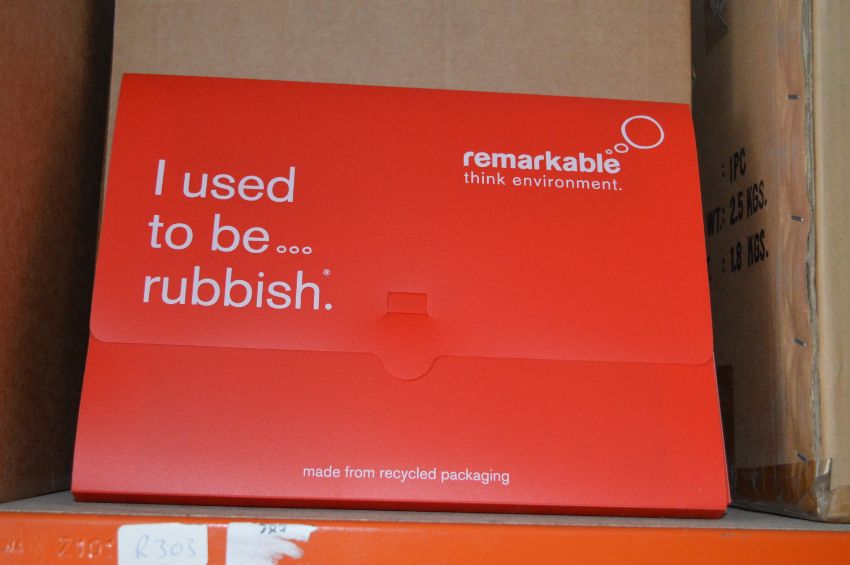 I used
to be...
rubbish.®
remarkable
think environment.
made from recycled packaging
: 1PC
WT.: 2.5 KGS.
: 1.8 KGS.
R303